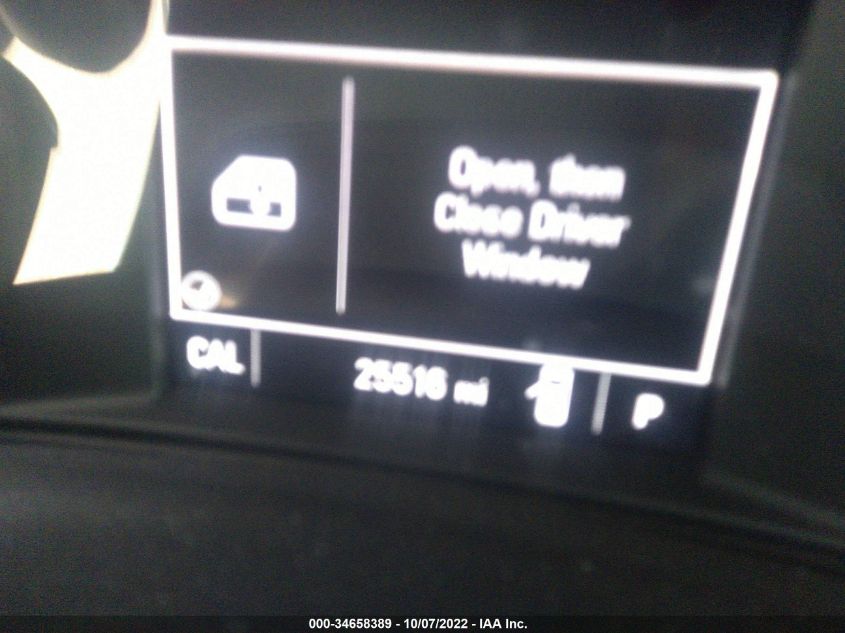 Open, then
Close Driver
Window
CAL
25516 mi
P
000-34658389 - 10/07/2022 - IAA Inc.